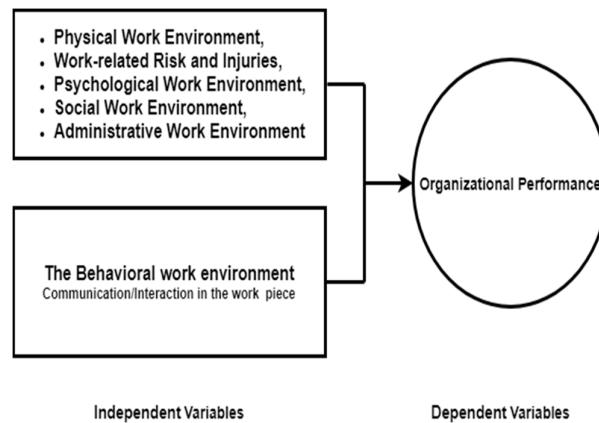 • Physical Work Environment,
• Work-related Risk and Injuries,
• Psychological Work Environment,
• Social Work Environment,
• Administrative Work Environment
The Behavioral work environment
Communication/Interaction in the work piece
Organizational Performance
Independent Variables
Dependent Variables